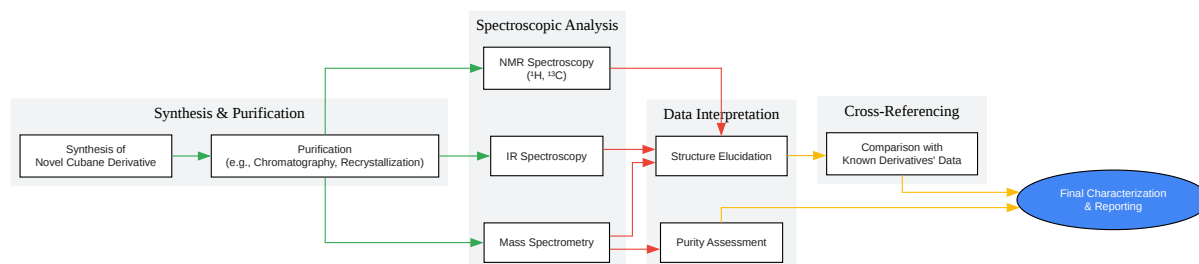 Spectroscopic Analysis
NMR Spectroscopy
(¹H, ¹³C)
Synthesis & Purification
Data Interpretation
Cross-Referencing
Synthesis of
Novel Cubane Derivative
Purification
(e.g., Chromatography, Recrystallization)
IR Spectroscopy
Structure Elucidation
Comparison with
Known Derivatives' Data
Final Characterization
& Reporting
Mass Spectrometry
Purity Assessment